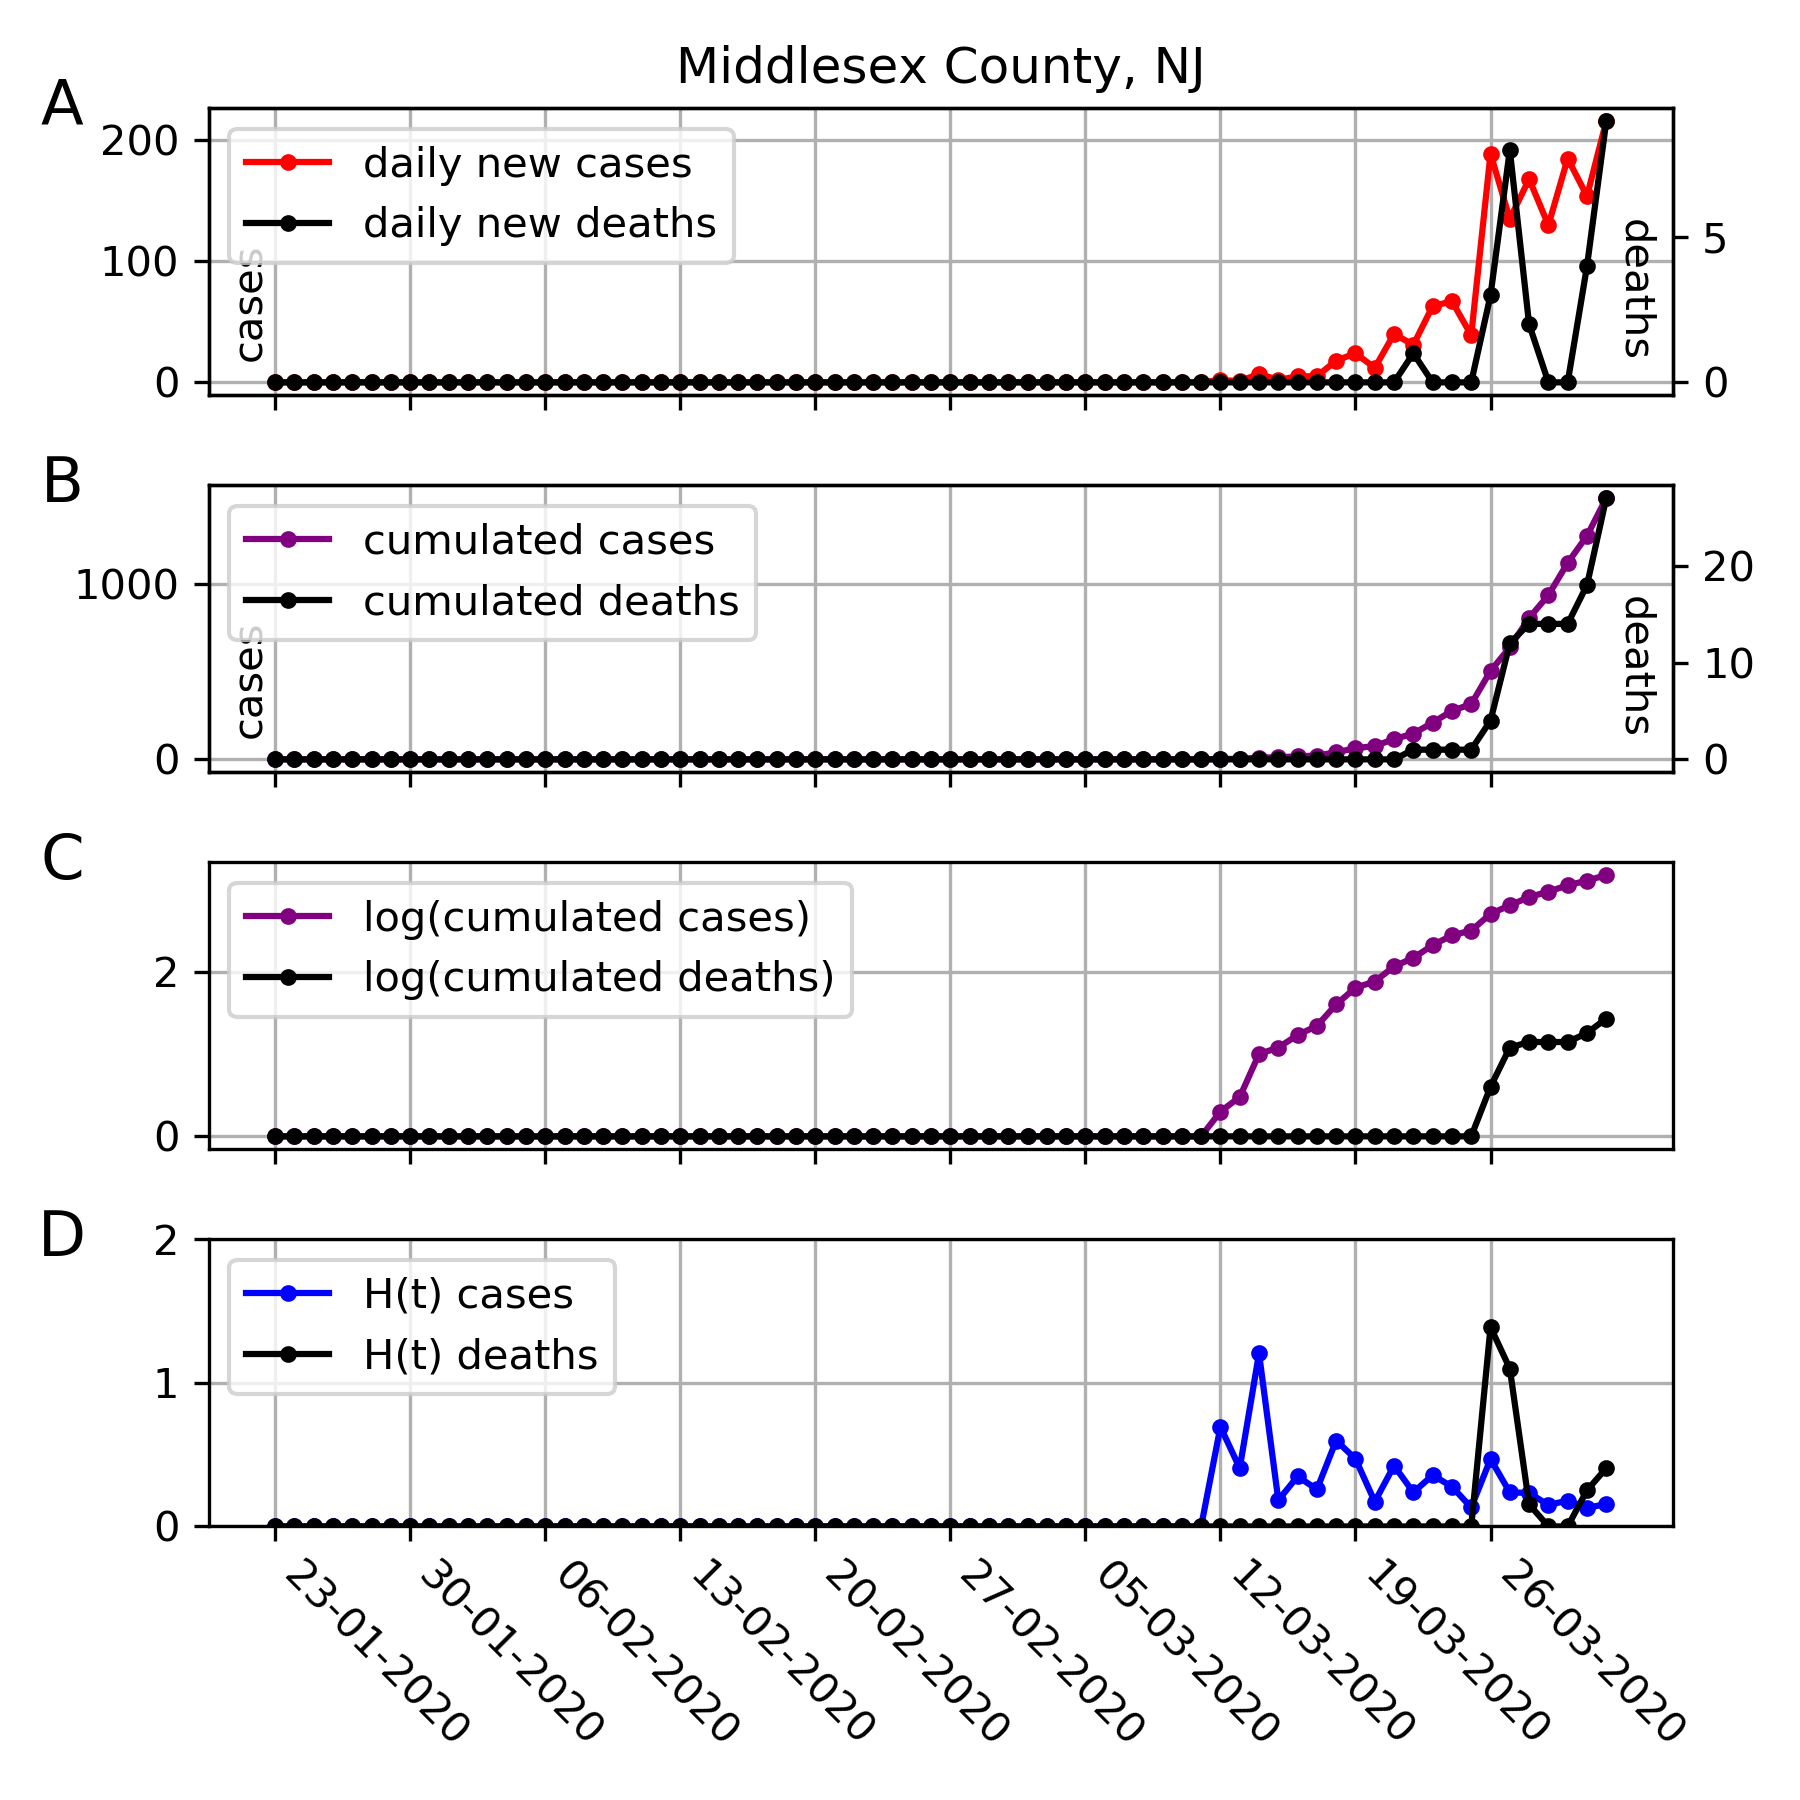 Middlesex County, NJ
A
200
100
0
cases
daily new cases
daily new deaths
deaths
5
0
B
1000
0
cases
cumulated cases
cumulated deaths
deaths
20
10
0
C
2
0
log(cumulated cases)
log(cumulated deaths)
D
2
1
0
H(t) cases
H(t) deaths
23-01-2020
30-01-2020
06-02-2020
13-02-2020
20-02-2020
27-02-2020
05-03-2020
12-03-2020
19-03-2020
26-03-2020